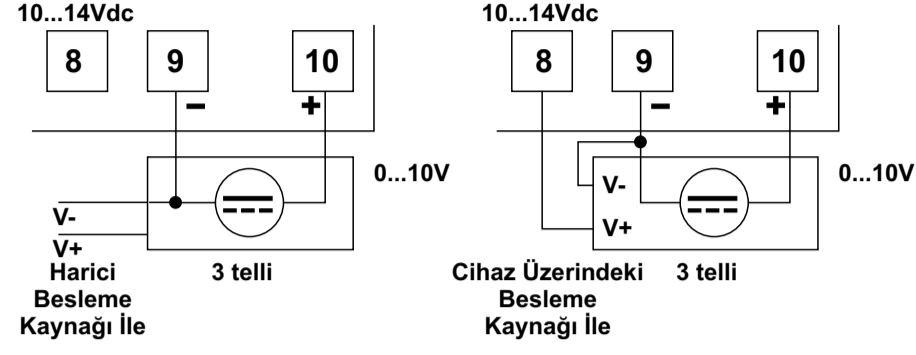 10...14Vdc
8
9
10
–
+
0...10V
V-
V+
Harici
Besleme
Kaynağı İle
3 telli
10...14Vdc
8
9
10
–
+
0...10V
V-
V+
Cihaz Üzerindeki
Besleme
Kaynağı İle
3 telli